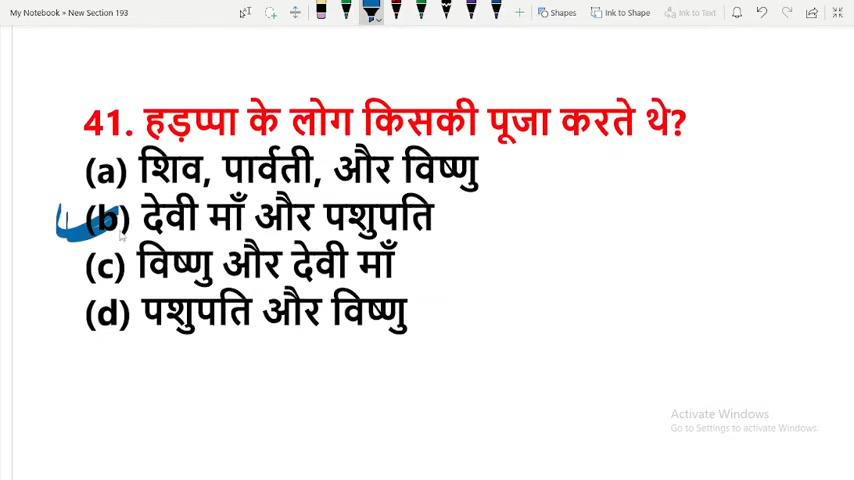 My Notebook » New Section 193
Shapes
Ink to Shape
Ink to Text
41. हड़प्पा के लोग किसकी पूजा करते थे?
(a) शिव, पार्वती, और विष्णु
(b) देवी माँ और पशुपति
(c) विष्णु और देवी माँ
(d) पशुपति और विष्णु
Activate Windows
Go to Settings to activate Windows.